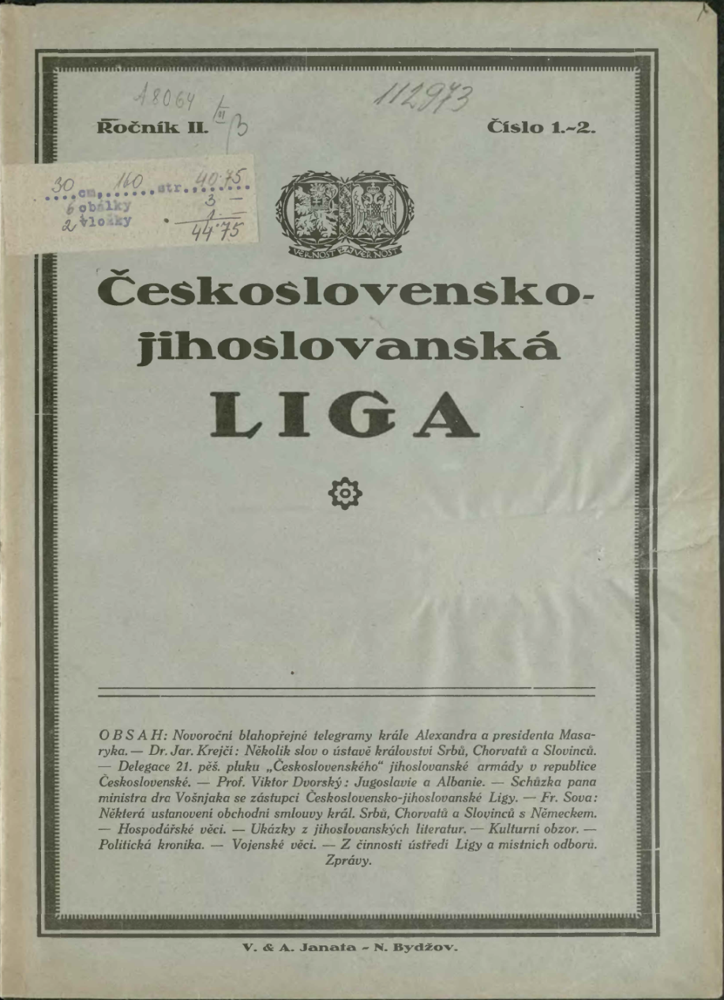 18064
112973
Ročník II.
Číslo 1.-2.
30 cm, 160 str. 40.75
6 obálky 3 —
2 vložky 1. —
44.75
VĚRNOST ZA VĚRNOST
Československo-
jihoslovanská
LIGA
OBSAH: Novoroční blahopřejné telegramy krále Alexandra a presidenta Masa-
ryka. — Dr. Jar. Krejčí: Několik slov o ústavě království Srbů, Chorvatů a Slovinců.
— Delegace 21. pěš. pluku „Československého“ jihoslovanské armády v republice
Československé. — Prof. Viktor Dvorský: Jugoslavie a Albanie. — Schůzka pana
ministra dra Vošnjaka se zástupci Československo-jihoslovanské Ligy. — Fr. Sova:
Některá ustanovení obchodní smlouvy král. Srbů, Chorvatů a Slovinců s Německem.
— Hospodářské věci. — Ukázky z jihoslovanských literatur. — Kulturní obzor. —
Politická kronika. — Vojenské věci. — Z činnosti ústředí Ligy a místních odborů.
Zprávy.
V. & A. Janata - N. Bydžov.